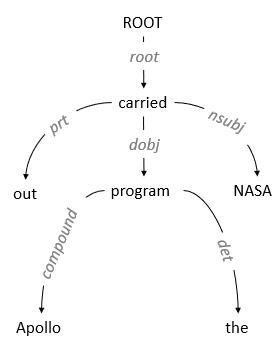 ROOT
root
carried
prt
dobj
nsubj
out
program
NASA
compound
det
Apollo
the